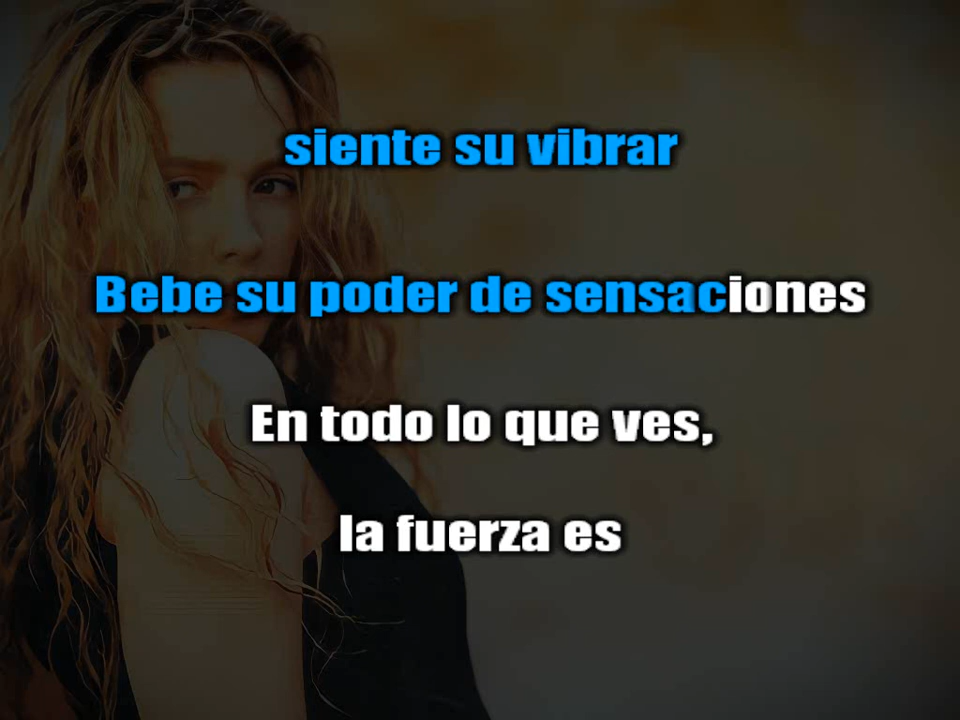 siente su vibrar
Bebe su poder de sensaciones
En todo lo que ves,
la fuerza es